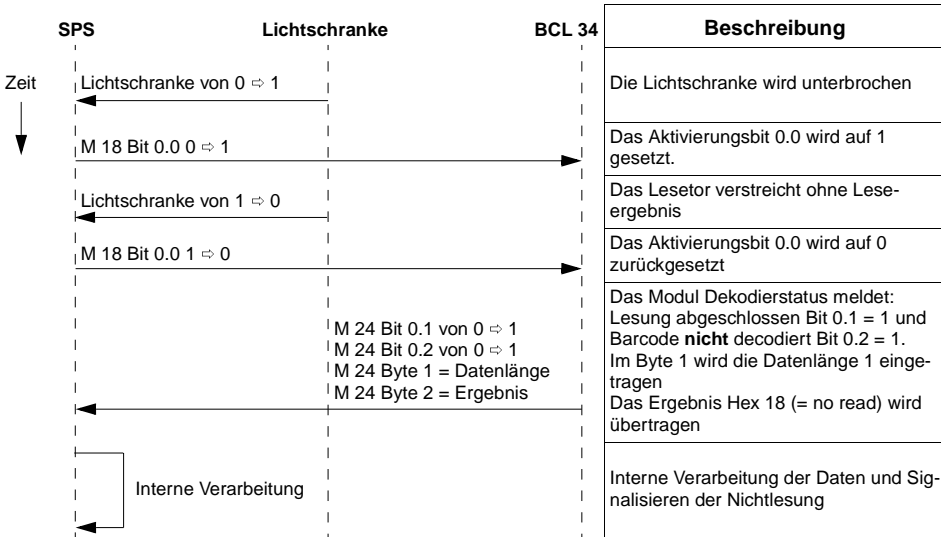 SPS Lichtschranke BCL 34 Beschreibung
Zeit
Lichtschranke von 0 ⇨ 1
Die Lichtschranke wird unterbrochen
M 18 Bit 0.0 0 ⇨ 1
Das Aktivierungsbit 0.0 wird auf 1
gesetzt.
Lichtschranke von 1 ⇨ 0
Das Lesetor verstreicht ohne Lese-
ergebnis
M 18 Bit 0.0 1 ⇨ 0
Das Aktivierungsbit 0.0 wird auf 0
zurückgesetzt
M 24 Bit 0.1 von 0 ⇨ 1
M 24 Bit 0.2 von 0 ⇨ 1
M 24 Byte 1 = Datenlänge
M 24 Byte 2 = Ergebnis
Das Modul Dekodierstatus meldet:
Lesung abgeschlossen Bit 0.1 = 1 und
Barcode nicht decodiert Bit 0.2 = 1.
Im Byte 1 wird die Datenlänge 1 einge-
tragen
Das Ergebnis Hex 18 (= no read) wird
übertragen
Interne Verarbeitung
Interne Verarbeitung der Daten und Sig-
nalisieren der Nichtlesung